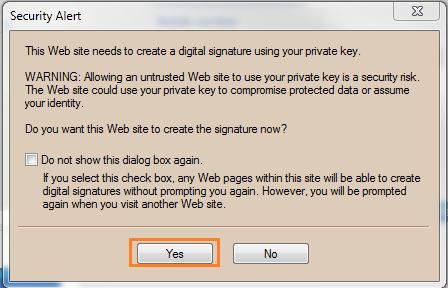 Security Alert
This Web site needs to create a digital signature using your private key.
WARNING: Allowing an untrusted Web site to use your private key is a security risk.
The Web site could use your private key to compromise protected data or assume
your identity.
Do you want this Web site to create the signature now?
Do not show this dialog box again.
If you select this check box, any Web pages within this site will be able to create
digital signatures without prompting you again. However, you will be prompted
again when you visit another Web site.
Yes
No